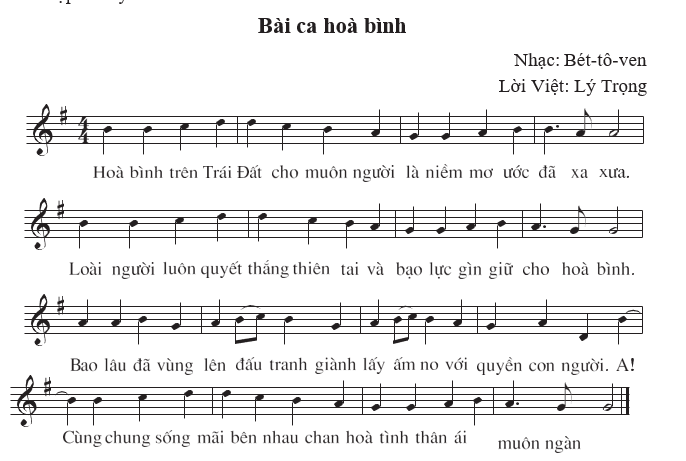 Bài ca hoà bình
Nhạc: Bét-tô-ven
Lời Việt: Lý Trọng
4
4
Hoà bình trên Trái Đất cho muôn người là niềm mơ ước đã xa xưa.
Loài người luôn quyết thắng thiên tai và bạo lực gìn giữ cho hoà bình.
Bao lâu đã vùng lên đấu tranh giành lấy ấm no với quyền con người. A!
Cùng chung sống mãi bên nhau chan hoà tình thân ái muôn ngàn